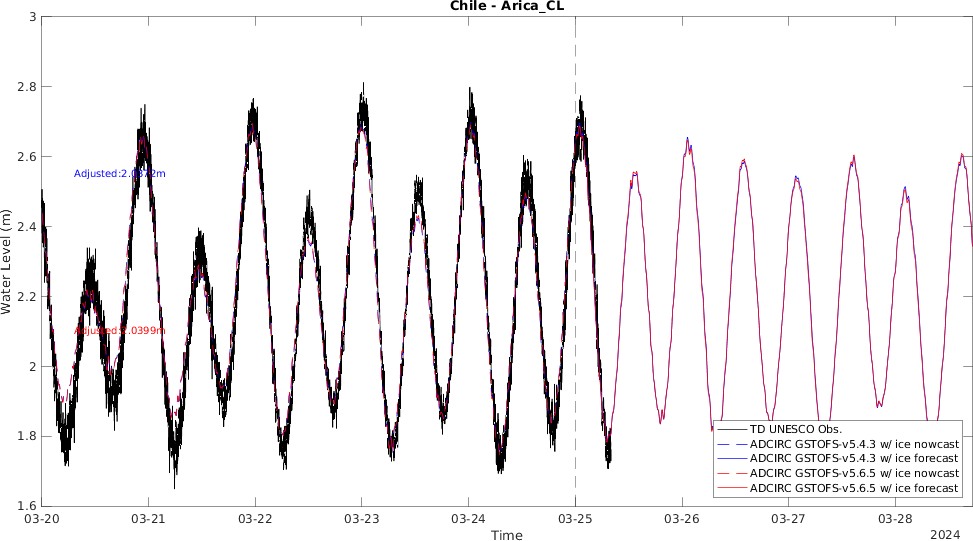 Chile - Arica_CL
3
2.8
2.6
2.4
2.2
2
1.8
1.6
Water Level (m)
Adjusted:2.0372m
Adjusted:2.0399m
TD UNESCO Obs.
ADCIRC GSTOFS-v5.4.3 w/ ice nowcast
ADCIRC GSTOFS-v5.4.3 w/ ice forecast
ADCIRC GSTOFS-v5.6.5 w/ ice nowcast
ADCIRC GSTOFS-v5.6.5 w/ ice forecast
03-20 03-21 03-22 03-23 03-24 03-25 03-26 03-27 03-28
Time
2024